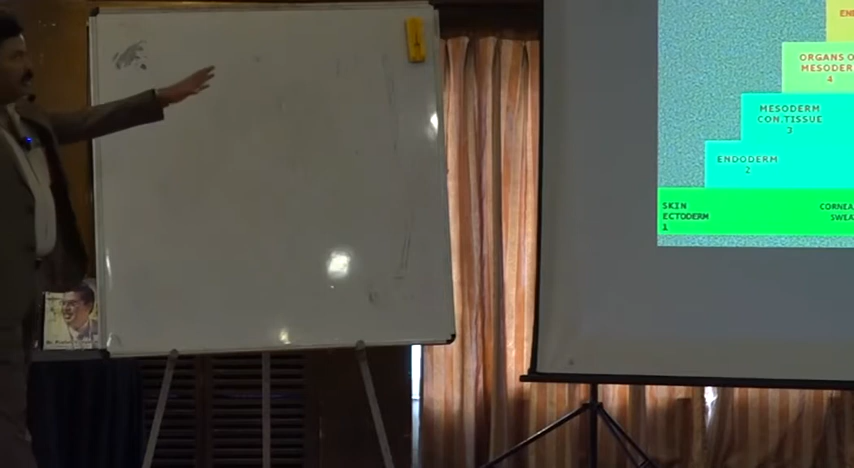 ORGANS O
MESODER
4
MESODERM
CON.TISSUE
3
ENDODERM
2
SKIN
ECTODERM
1
CORNEA
SWEA